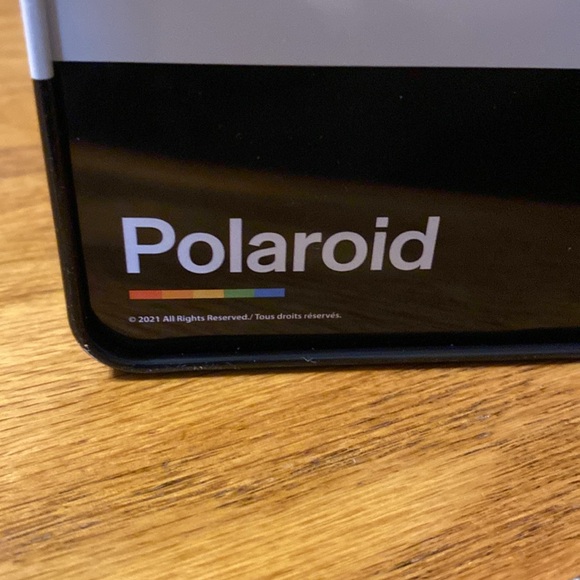 Polaroid
© 2021 All Rights Reserved./ Tous droits réservés.